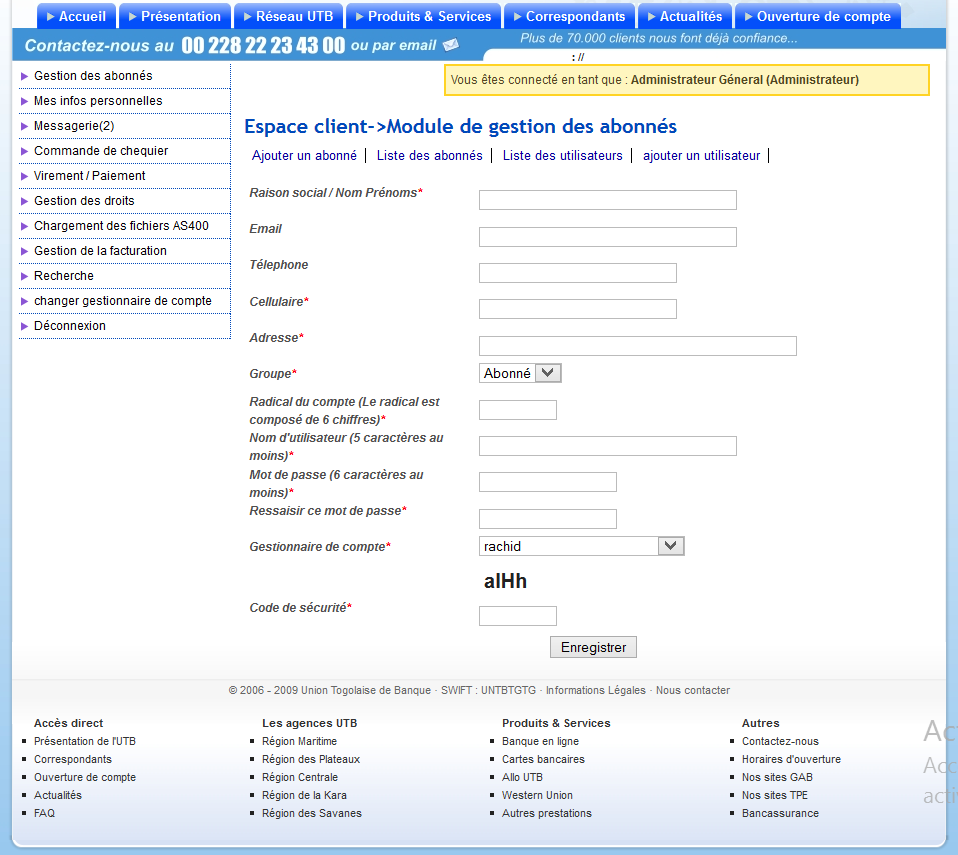 Accueil Présentation Réseau UTB Produits & Services Correspondants Actualités Ouverture de compte
Contactez-nous au 00 228 22 23 43 00 ou par email
Plus de 70.000 clients nous font déjà confiance...
: //
Vous êtes connecté en tant que : Administrateur Géneral (Administrateur)
Gestion des abonnés
Mes infos personnelles
Messagerie(2)
Commande de chequier
Virement / Paiement
Gestion des droits
Chargement des fichiers AS400
Gestion de la facturation
Recherche
changer gestionnaire de compte
Déconnexion
Espace client->Module de gestion des abonnés
Ajouter un abonné | Liste des abonnés | Liste des utilisateurs | ajouter un utilisateur |
Raison social / Nom Prénoms*
Email
Télephone
Cellulaire*
Adresse*
Groupe* Abonné
Radical du compte (Le radical est
composé de 6 chiffres)*
Nom d'utilisateur (5 caractères au
moins)*
Mot de passe (6 caractères au
moins)*
Ressaisir ce mot de passe*
Gestionnaire de compte* rachid
alHh
Code de sécurité*
Enregistrer
© 2006 - 2009 Union Togolaise de Banque · SWIFT : UNTBTGTG · Informations Légales · Nous contacter
Accès direct
Présentation de l'UTB
Correspondants
Ouverture de compte
Actualités
FAQ
Les agences UTB
Région Maritime
Région des Plateaux
Région Centrale
Région de la Kara
Région des Savanes
Produits & Services
Banque en ligne
Cartes bancaires
Allo UTB
Western Union
Autres prestations
Autres
Contactez-nous
Horaires d'ouverture
Nos sites GAB
Nos sites TPE
Bancassurance